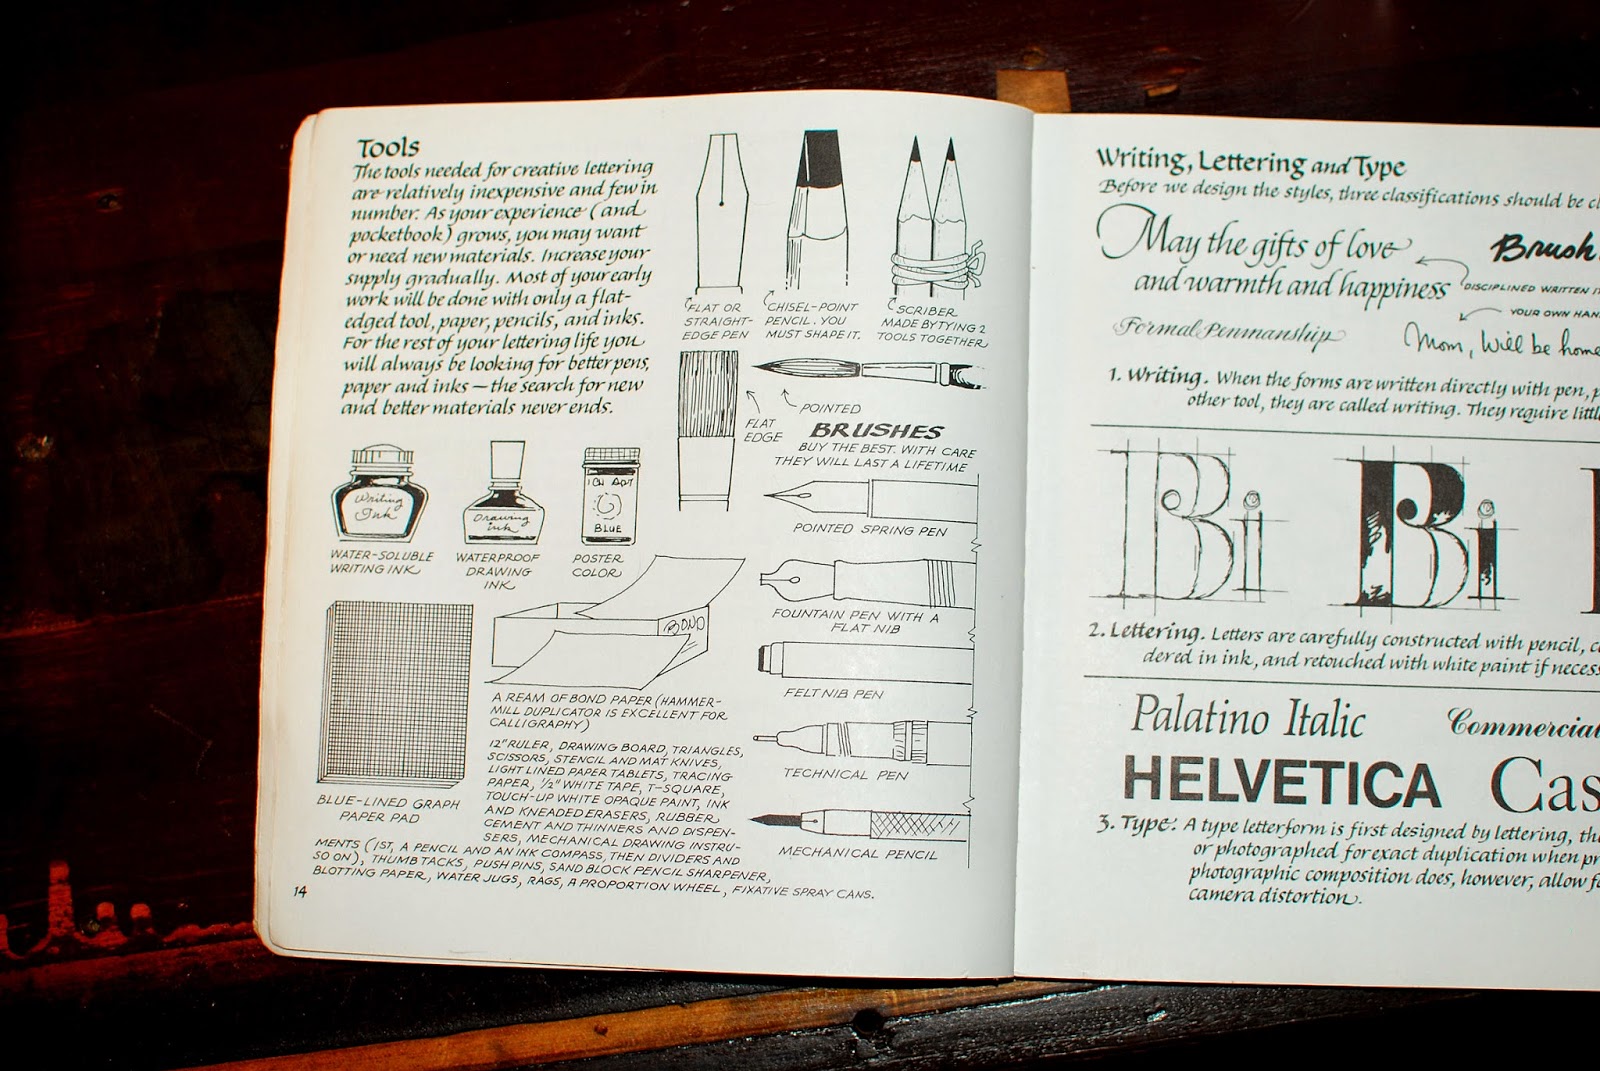 Tools
The tools needed for creative lettering
are relatively inexpensive and few in
number. As your experience (and
pocketbook) grows, you may want
or need new materials. Increase your
supply gradually. Most of your early
work will be done with only a flat-
edged tool, paper, pencils, and inks.
For the rest of your lettering life you
will always be looking for better pens,
paper and inks — the search for new
and better materials never ends.
FLAT OR
STRAIGHT-
EDGE PEN
CHISEL-POINT
PENCIL. YOU
MUST SHAPE IT.
SCRIBER
MADE BY TYING 2
TOOLS TOGETHER
FLAT
EDGE
POINTED
BRUSHES
BUY THE BEST. WITH CARE
THEY WILL LAST A LIFETIME
Writing
Ink
WATER-SOLUBLE
WRITING INK
Drawing
ink
WATERPROOF
DRAWING
INK
BLUE
POSTER
COLOR
POINTED SPRING PEN
FOUNTAIN PEN WITH A
FLAT NIB
FELT NIB PEN
TECHNICAL PEN
MECHANICAL PENCIL
BOND
A REAM OF BOND PAPER (HAMMER-
MILL DUPLICATOR IS EXCELLENT FOR
CALLIGRAPHY)
BLUE-LINED GRAPH
PAPER PAD
12" RULER, DRAWING BOARD, TRIANGLES,
SCISSORS, STENCIL AND MAT KNIVES,
LIGHT LINED PAPER TABLETS, TRACING
PAPER, 1/2" WHITE TAPE, T-SQUARE,
TOUCH-UP WHITE OPAQUE PAINT, INK
AND KNEADED ERASERS, RUBBER
CEMENT AND THINNERS AND DISPEN-
SERS, MECHANICAL DRAWING INSTRU-
MENTS (1ST, A PENCIL AND AN INK COMPASS, THEN DIVIDERS AND
SO ON), THUMB TACKS, PUSH PINS, SAND BLOCK PENCIL SHARPENER,
BLOTTING PAPER, WATER JUGS, RAGS, A PROPORTION WHEEL, FIXATIVE SPRAY CANS.
14
Writing, Lettering and Type
Before we design the styles, three classifications should be
May the gifts of love
and warmth and happiness
Brush
DISCIPLINED WRITTEN
YOUR OWN
Formal Penmanship
Mom, Will be home
1. Writing. When the forms are written directly with pen,
other tool, they are called writing. They require
Bi
Bi
2. Lettering. Letters are carefully constructed with pencil,
dered in ink, and retouched with white paint if
Palatino Italic
Commercial
HELVETICA
Cas
3. Type. A type letterform is first designed by lettering,
or photographed for exact duplication when
photographic composition does, however, allow
camera distortion.